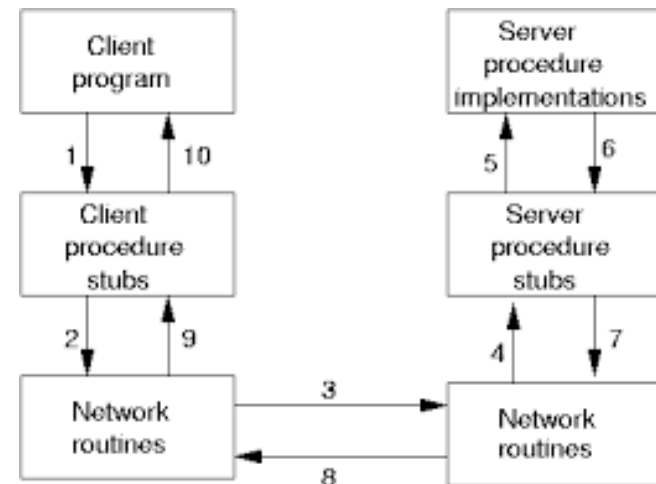 Client
program
Server
procedure
implementations
1
10
5
6
Client
procedure
stubs
Server
procedure
stubs
2
9
4
7
Network
routines
3
8
Network
routines